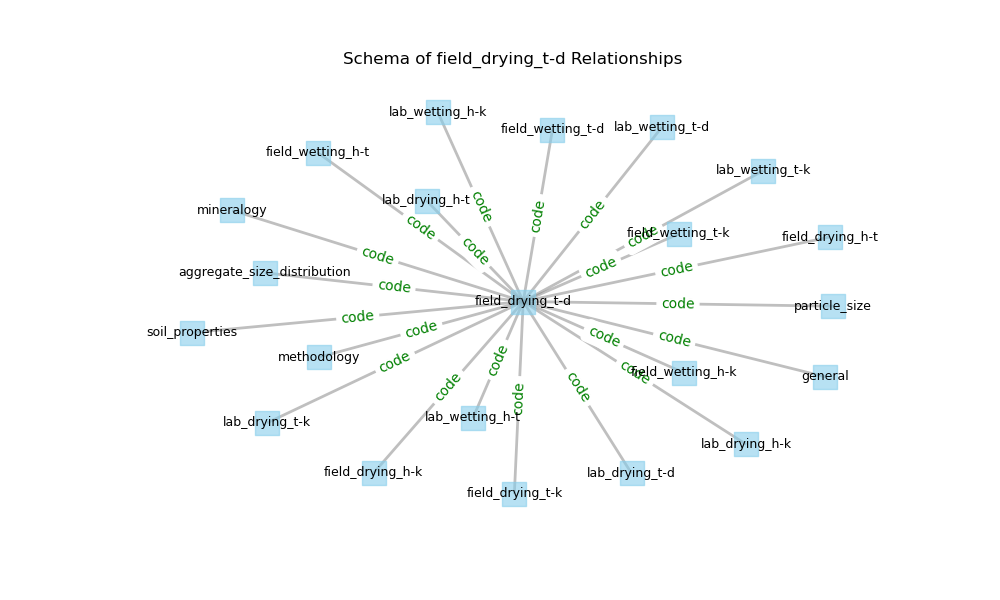 Schema of field_drying_t-d Relationships
lab_wetting_h-k
field_wetting_t-d
lab_wetting_t-d
field_wetting_h-t
lab_wetting_t-k
lab_drying_h-t
mineralogy
code
code
code
code
field_wetting_t-k
code
field_drying_h-t
code
code
code
code
aggregate_size_distribution
code
field_drying_t-d
code
particle_size
code
soil_properties
code
code
code
methodology
code
code
code
field_wetting_h-k
general
code
code
code
lab_wetting_h-t
lab_drying_t-k
lab_drying_h-k
field_drying_h-k
lab_drying_t-d
field_drying_t-k